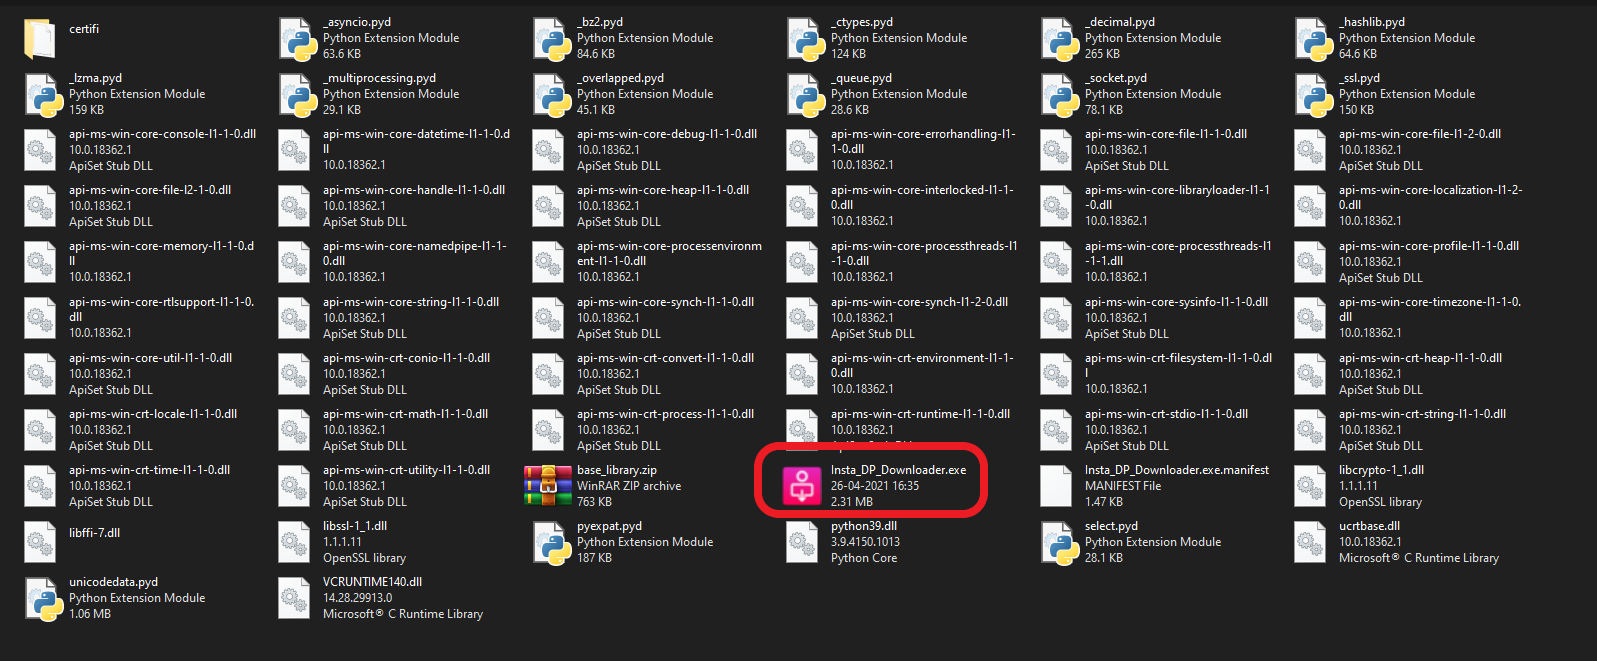 certifi
_asyncio.pyd
Python Extension Module
63.6 KB
_bz2.pyd
Python Extension Module
84.6 KB
_ctypes.pyd
Python Extension Module
124 KB
_decimal.pyd
Python Extension Module
265 KB
_hashlib.pyd
Python Extension Module
64.6 KB
_lzma.pyd
Python Extension Module
159 KB
_multiprocessing.pyd
Python Extension Module
29.1 KB
_overlapped.pyd
Python Extension Module
45.1 KB
_queue.pyd
Python Extension Module
28.6 KB
_socket.pyd
Python Extension Module
78.1 KB
_ssl.pyd
Python Extension Module
150 KB
api-ms-win-core-console-l1-1-0.dll
10.0.18362.1
ApiSet Stub DLL
api-ms-win-core-datetime-l1-1-0.d
ll
10.0.18362.1
api-ms-win-core-debug-l1-1-0.dll
10.0.18362.1
ApiSet Stub DLL
api-ms-win-core-errorhandling-l1-
1-0.dll
10.0.18362.1
api-ms-win-core-file-l1-1-0.dll
10.0.18362.1
ApiSet Stub DLL
api-ms-win-core-file-l1-2-0.dll
10.0.18362.1
ApiSet Stub DLL
api-ms-win-core-file-l2-1-0.dll
10.0.18362.1
ApiSet Stub DLL
api-ms-win-core-handle-l1-1-0.dll
10.0.18362.1
ApiSet Stub DLL
api-ms-win-core-heap-l1-1-0.dll
10.0.18362.1
ApiSet Stub DLL
api-ms-win-core-interlocked-l1-1-
0.dll
10.0.18362.1
api-ms-win-core-libraryloader-l1-1
-0.dll
10.0.18362.1
api-ms-win-core-localization-l1-2-
0.dll
10.0.18362.1
api-ms-win-core-memory-l1-1-0.d
ll
10.0.18362.1
api-ms-win-core-namedpipe-l1-1-
0.dll
10.0.18362.1
api-ms-win-core-processenvironm
ent-l1-1-0.dll
10.0.18362.1
api-ms-win-core-processthreads-l1
-1-0.dll
10.0.18362.1
api-ms-win-core-processthreads-l1
-1-1.dll
10.0.18362.1
api-ms-win-core-profile-l1-1-0.dll
10.0.18362.1
ApiSet Stub DLL
api-ms-win-core-rtlsupport-l1-1-0.
dll
10.0.18362.1
api-ms-win-core-string-l1-1-0.dll
10.0.18362.1
ApiSet Stub DLL
api-ms-win-core-synch-l1-1-0.dll
10.0.18362.1
ApiSet Stub DLL
api-ms-win-core-synch-l1-2-0.dll
10.0.18362.1
ApiSet Stub DLL
api-ms-win-core-sysinfo-l1-1-0.dll
10.0.18362.1
ApiSet Stub DLL
api-ms-win-core-timezone-l1-1-0.
dll
10.0.18362.1
api-ms-win-core-util-l1-1-0.dll
10.0.18362.1
ApiSet Stub DLL
api-ms-win-crt-conio-l1-1-0.dll
10.0.18362.1
ApiSet Stub DLL
api-ms-win-crt-convert-l1-1-0.dll
10.0.18362.1
ApiSet Stub DLL
api-ms-win-crt-environment-l1-1-
0.dll
10.0.18362.1
api-ms-win-crt-filesystem-l1-1-0.dl
l
10.0.18362.1
api-ms-win-crt-heap-l1-1-0.dll
10.0.18362.1
ApiSet Stub DLL
api-ms-win-crt-locale-l1-1-0.dll
10.0.18362.1
ApiSet Stub DLL
api-ms-win-crt-math-l1-1-0.dll
10.0.18362.1
ApiSet Stub DLL
api-ms-win-crt-process-l1-1-0.dll
10.0.18362.1
ApiSet Stub DLL
api-ms-win-crt-runtime-l1-1-0.dll
10.0.18362.1
ApiSet Stub DLL
api-ms-win-crt-stdio-l1-1-0.dll
10.0.18362.1
ApiSet Stub DLL
api-ms-win-crt-string-l1-1-0.dll
10.0.18362.1
ApiSet Stub DLL
api-ms-win-crt-time-l1-1-0.dll
10.0.18362.1
ApiSet Stub DLL
api-ms-win-crt-utility-l1-1-0.dll
10.0.18362.1
ApiSet Stub DLL
base_library.zip
WinRAR ZIP archive
763 KB
Insta_DP_Downloader.exe
26-04-2021 16:35
2.31 MB
Insta_DP_Downloader.exe.manifest
MANIFEST File
1.47 KB
libcrypto-1_1.dll
1.1.1.11
OpenSSL library
libffi-7.dll
libssl-1_1.dll
1.1.1.11
OpenSSL library
pyexpat.pyd
Python Extension Module
187 KB
python39.dll
3.9.4150.1013
Python Core
select.pyd
Python Extension Module
28.1 KB
ucrtbase.dll
10.0.18362.1
Microsoft® C Runtime Library
unicodedata.pyd
Python Extension Module
1.06 MB
VCRUNTIME140.dll
14.28.29913.0
Microsoft® C Runtime Library